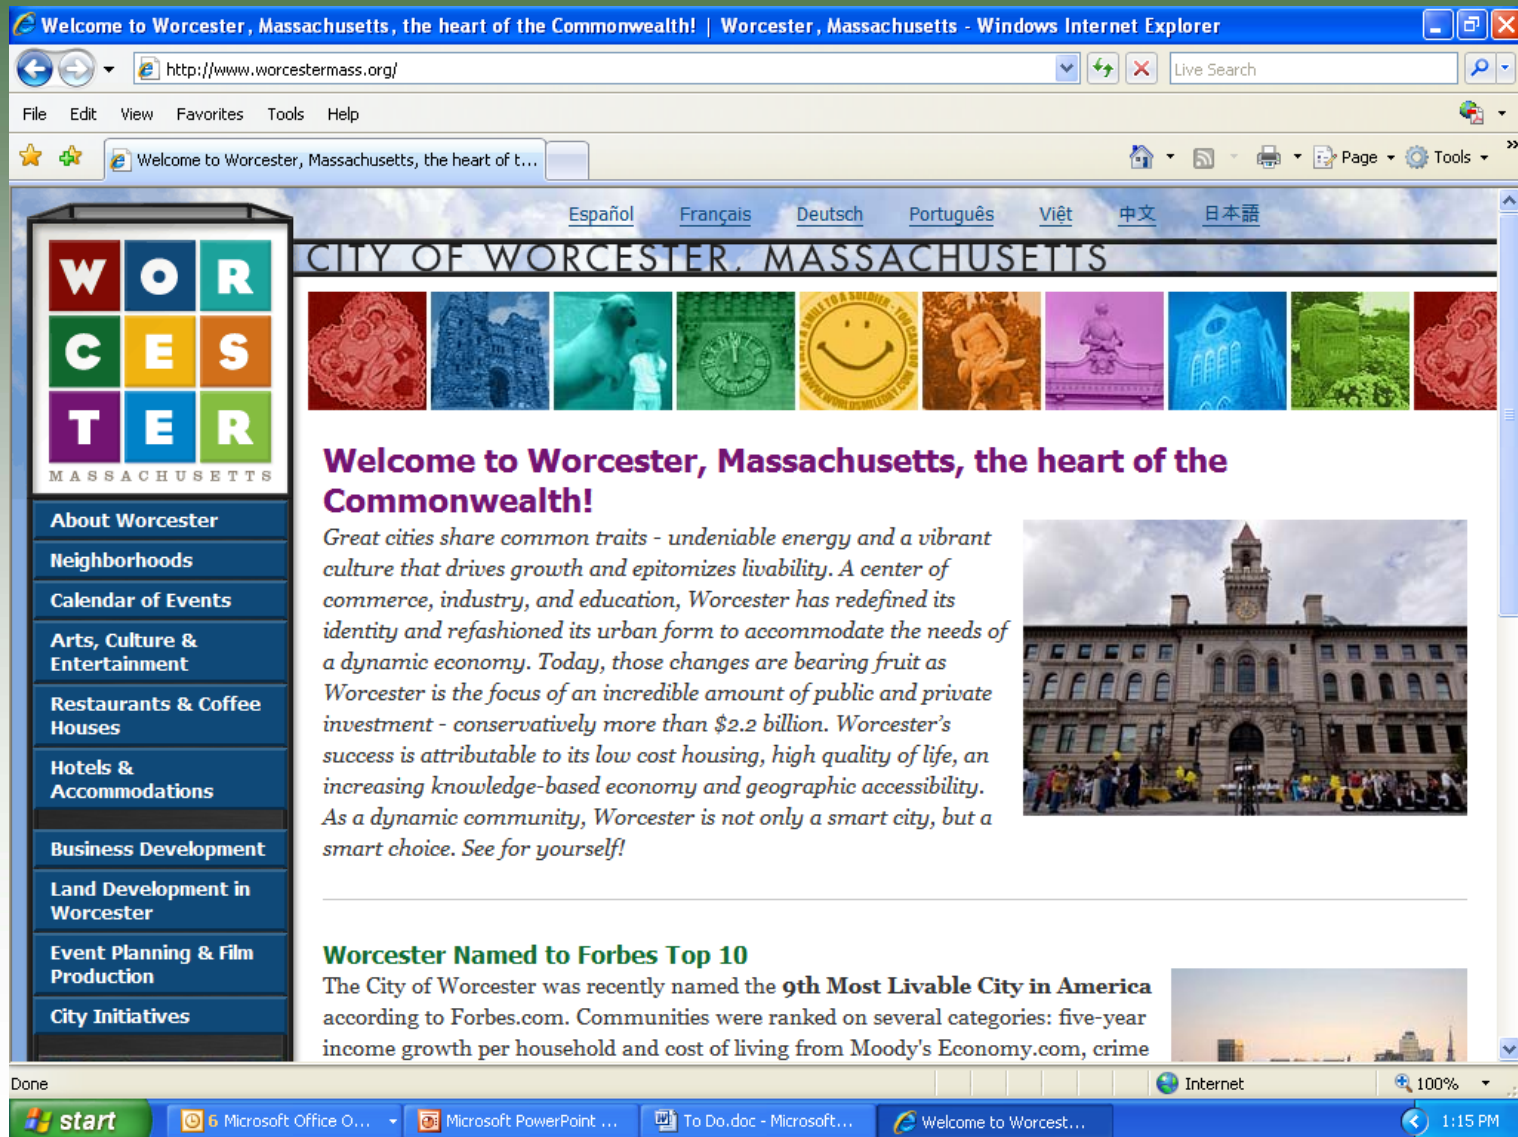 Welcome to Worcester, Massachusetts, the heart of the Commonwealth! | Worcester, Massachusetts - Windows Internet Explorer
http://www.worcestermass.org/
Live Search
File Edit View Favorites Tools Help
Welcome to Worcester, Massachusetts, the heart of t...
Page Tools
Español Français Deutsch Português Việt 中文 日本語
CITY OF WORCESTER, MASSACHUSETTS
WOR
CES
TER
MASSACHUSETTS
About Worcester
Neighborhoods
Calendar of Events
Arts, Culture &
Entertainment
Restaurants & Coffee
Houses
Hotels &
Accommodations
Business Development
Land Development in
Worcester
Event Planning & Film
Production
City Initiatives
Welcome to Worcester, Massachusetts, the heart of the
Commonwealth!
Great cities share common traits - undeniable energy and a vibrant
culture that drives growth and epitomizes livability. A center of
commerce, industry, and education, Worcester has redefined its
identity and refashioned its urban form to accommodate the needs of
a dynamic economy. Today, those changes are bearing fruit as
Worcester is the focus of an incredible amount of public and private
investment - conservatively more than $2.2 billion. Worcester's
success is attributable to its low cost housing, high quality of life, an
increasing knowledge-based economy and geographic accessibility.
As a dynamic community, Worcester is not only a smart city, but a
smart choice. See for yourself!
Worcester Named to Forbes Top 10
The City of Worcester was recently named the 9th Most Livable City in America
according to Forbes.com. Communities were ranked on several categories: five-year
income growth per household and cost of living from Moody's Economy.com, crime
Done
Internet
100%
start
6 Microsoft Office O...
Microsoft PowerPoint ...
To Do.doc - Microsoft...
Welcome to Worcest...
1:15 PM